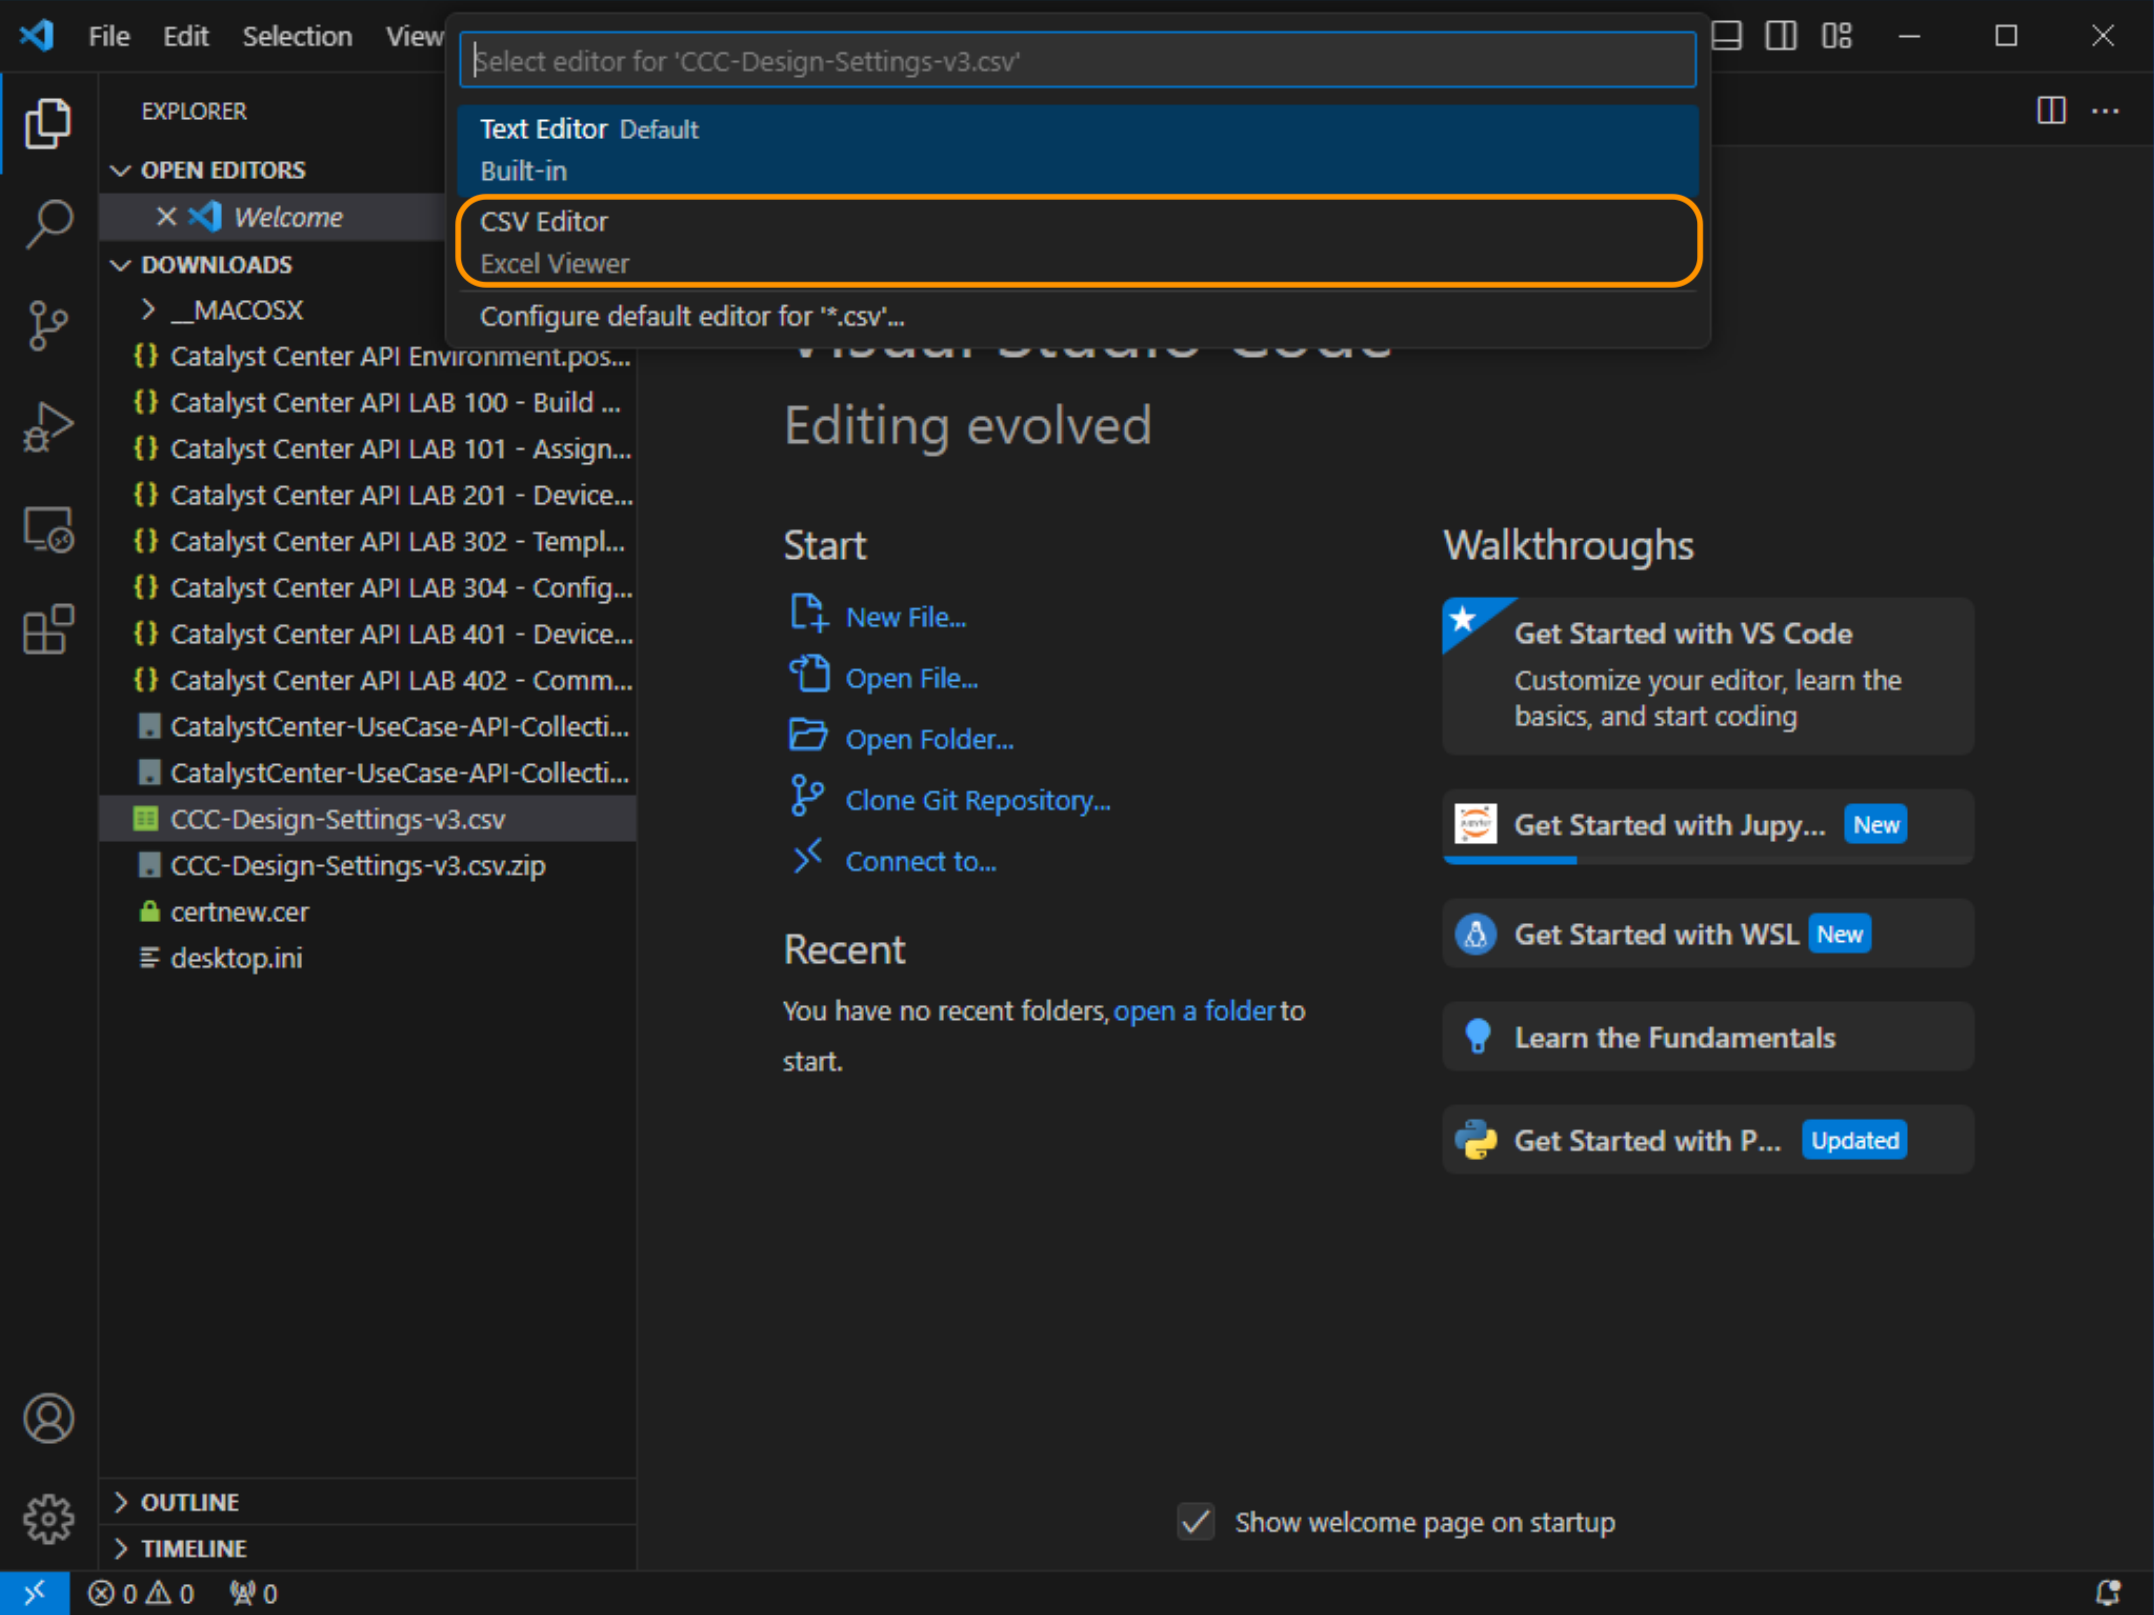 File Edit Selection View
Select editor for 'CCC-Design-Settings-v3.csv'
Text Editor Default
Built-in
CSV Editor
Excel Viewer
Configure default editor for '*.csv'...
EXPLORER
OPEN EDITORS
Welcome
DOWNLOADS
__MACOSX
Catalyst Center API Environment.pos...
Catalyst Center API LAB 100 - Build ...
Catalyst Center API LAB 101 - Assign...
Catalyst Center API LAB 201 - Device...
Catalyst Center API LAB 302 - Templ...
Catalyst Center API LAB 304 - Config...
Catalyst Center API LAB 401 - Device...
Catalyst Center API LAB 402 - Comm...
CatalystCenter-UseCase-API-Collecti...
CatalystCenter-UseCase-API-Collecti...
CCC-Design-Settings-v3.csv
CCC-Design-Settings-v3.csv.zip
certnew.cer
desktop.ini
OUTLINE
TIMELINE
Visual Studio Code
Editing evolved
Start
New File...
Open File...
Open Folder...
Clone Git Repository...
Connect to...
Recent
You have no recent folders, open a folder to
start.
Walkthroughs
Get Started with VS Code
Customize your editor, learn the
basics, and start coding
Get Started with Jupy... New
Get Started with WSL New
Learn the Fundamentals
Get Started with P... Updated
Show welcome page on startup
0 0 0